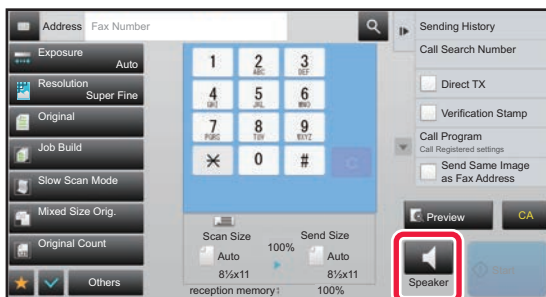 Address Fax Number
Sending History
Call Search Number
Exposure
Auto
Resolution
Super Fine
Original
Job Build
Slow Scan Mode
Mixed Size Orig.
Original Count
Others
1 2 3
ABC DEF
4 5 6
GHI JKL MNO
7 8 9
PQRS TUV WXYZ
0 #
C
Direct TX
Verification Stamp
Call Program
Call Registered settings
Send Same Image
as Fax Address
Preview
CA
Scan Size
Auto
8½x11
100%
Send Size
Auto
8½x11
reception memory: 100%
Speaker
Start